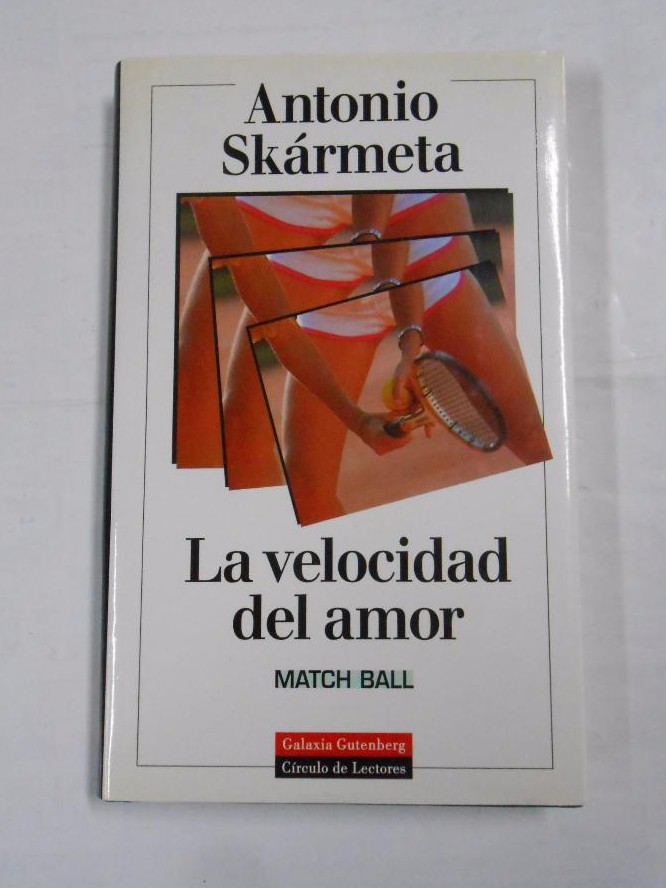 Antonio
Skármeta
La velocidad
del amor
MATCH BALL
Galaxia Gutenberg
Círculo de Lectores